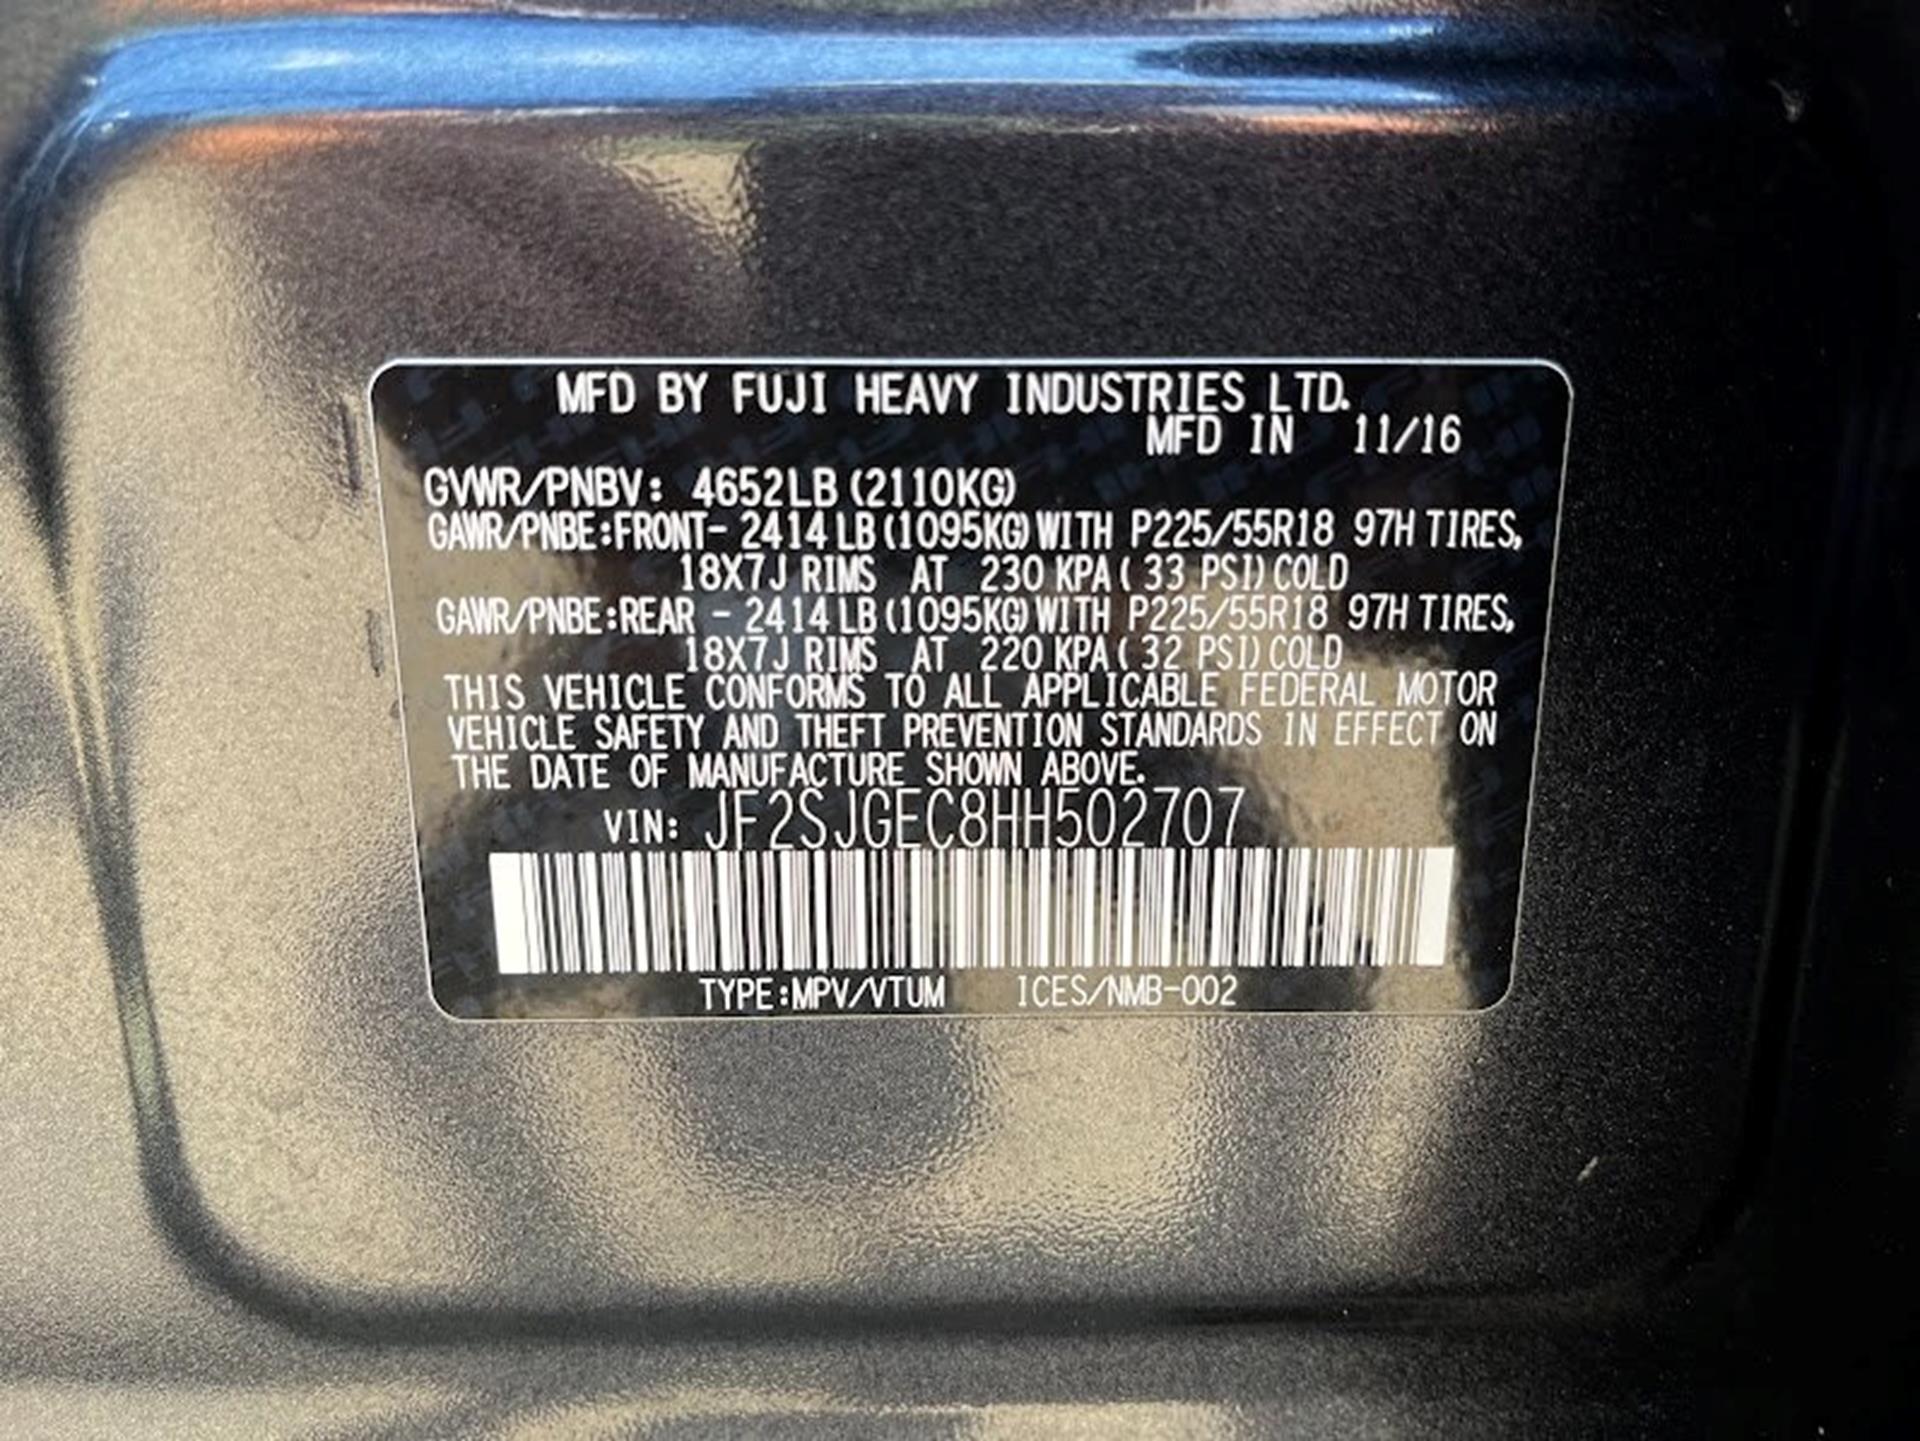 MFD BY FUJI HEAVY INDUSTRIES LTD.
MFD IN 11/16
GVWR/PNBV: 4652LB (2110KG)
GAWR/PNBE:FRONT- 2414 LB (1095KG) WITH P225/55R18 97H TIRES,
18X7J RIMS AT 230 KPA ( 33 PSI) COLD
GAWR/PNBE:REAR - 2414 LB (1095KG) WITH P225/55R18 97H TIRES,
18X7J RIMS AT 220 KPA ( 32 PSI) COLD
THIS VEHICLE CONFORMS TO ALL APPLICABLE FEDERAL MOTOR
VEHICLE SAFETY AND THEFT PREVENTION STANDARDS IN EFFECT ON
THE DATE OF MANUFACTURE SHOWN ABOVE.
VIN: JF2SJGEC8HH502707
TYPE:MPV/VTUM ICES/NMB-002